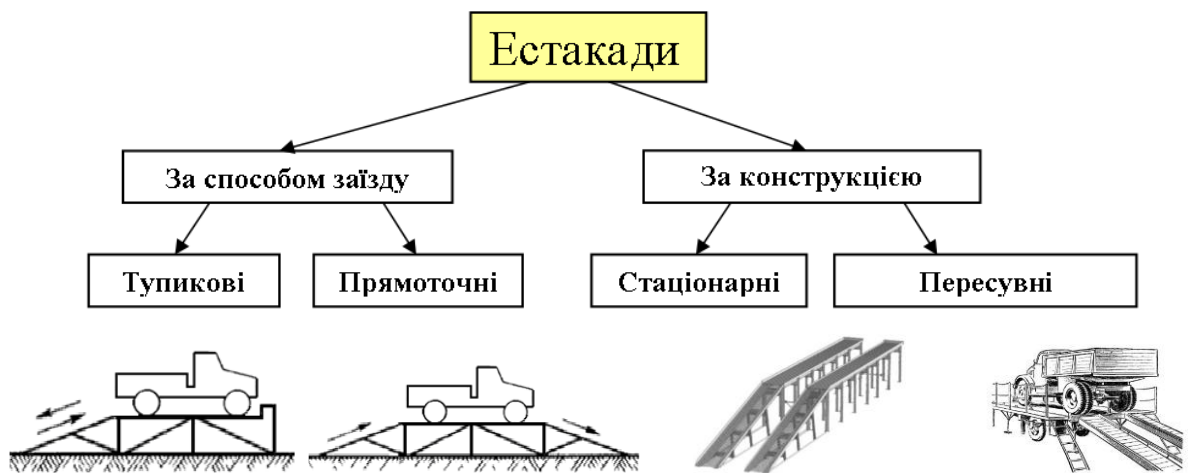 Естакади
За способом заїзду
За конструкцією
Тупикові
Прямоточні
Стаціонарні
Пересувні